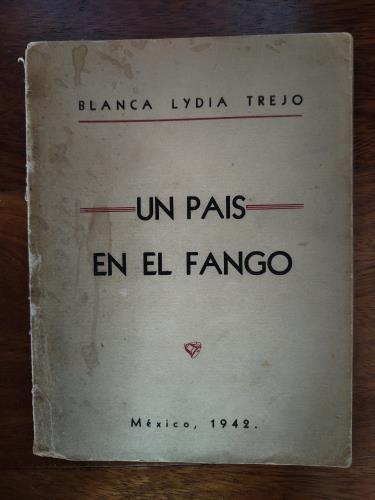 BLANCA LYDIA TREJO
UN PAIS
EN EL FANGO
México, 1942.